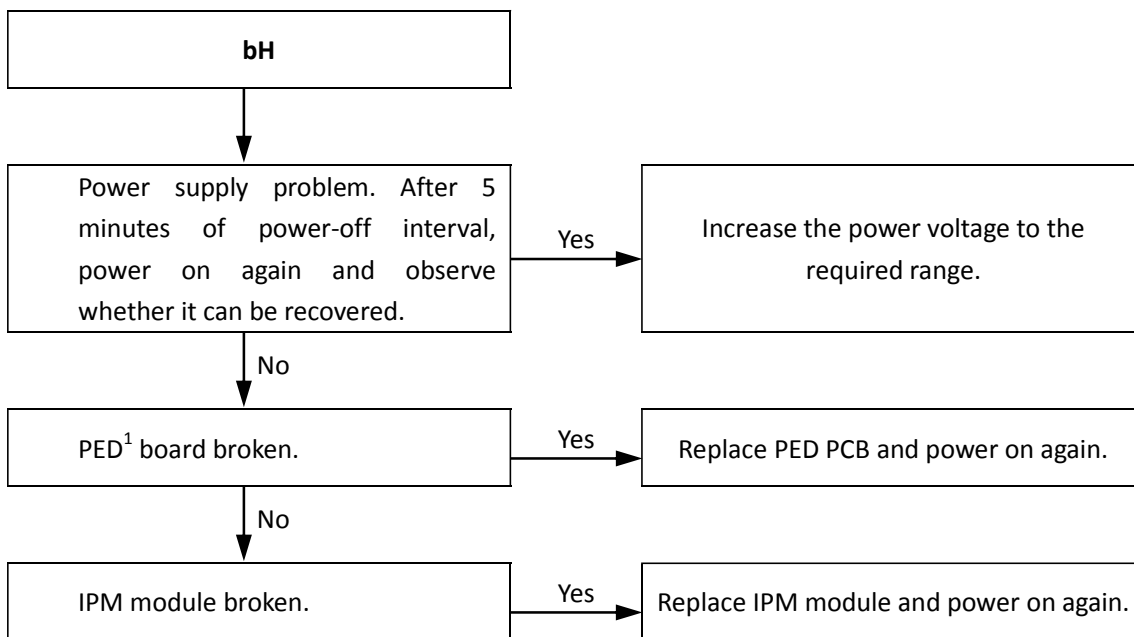 bH
Power supply problem. After 5
minutes of power-off interval,
power on again and observe
whether it can be recovered.
Yes
Increase the power voltage to the
required range.
No
PED¹ board broken.
Yes
Replace PED PCB and power on again.
No
IPM module broken.
Yes
Replace IPM module and power on again.